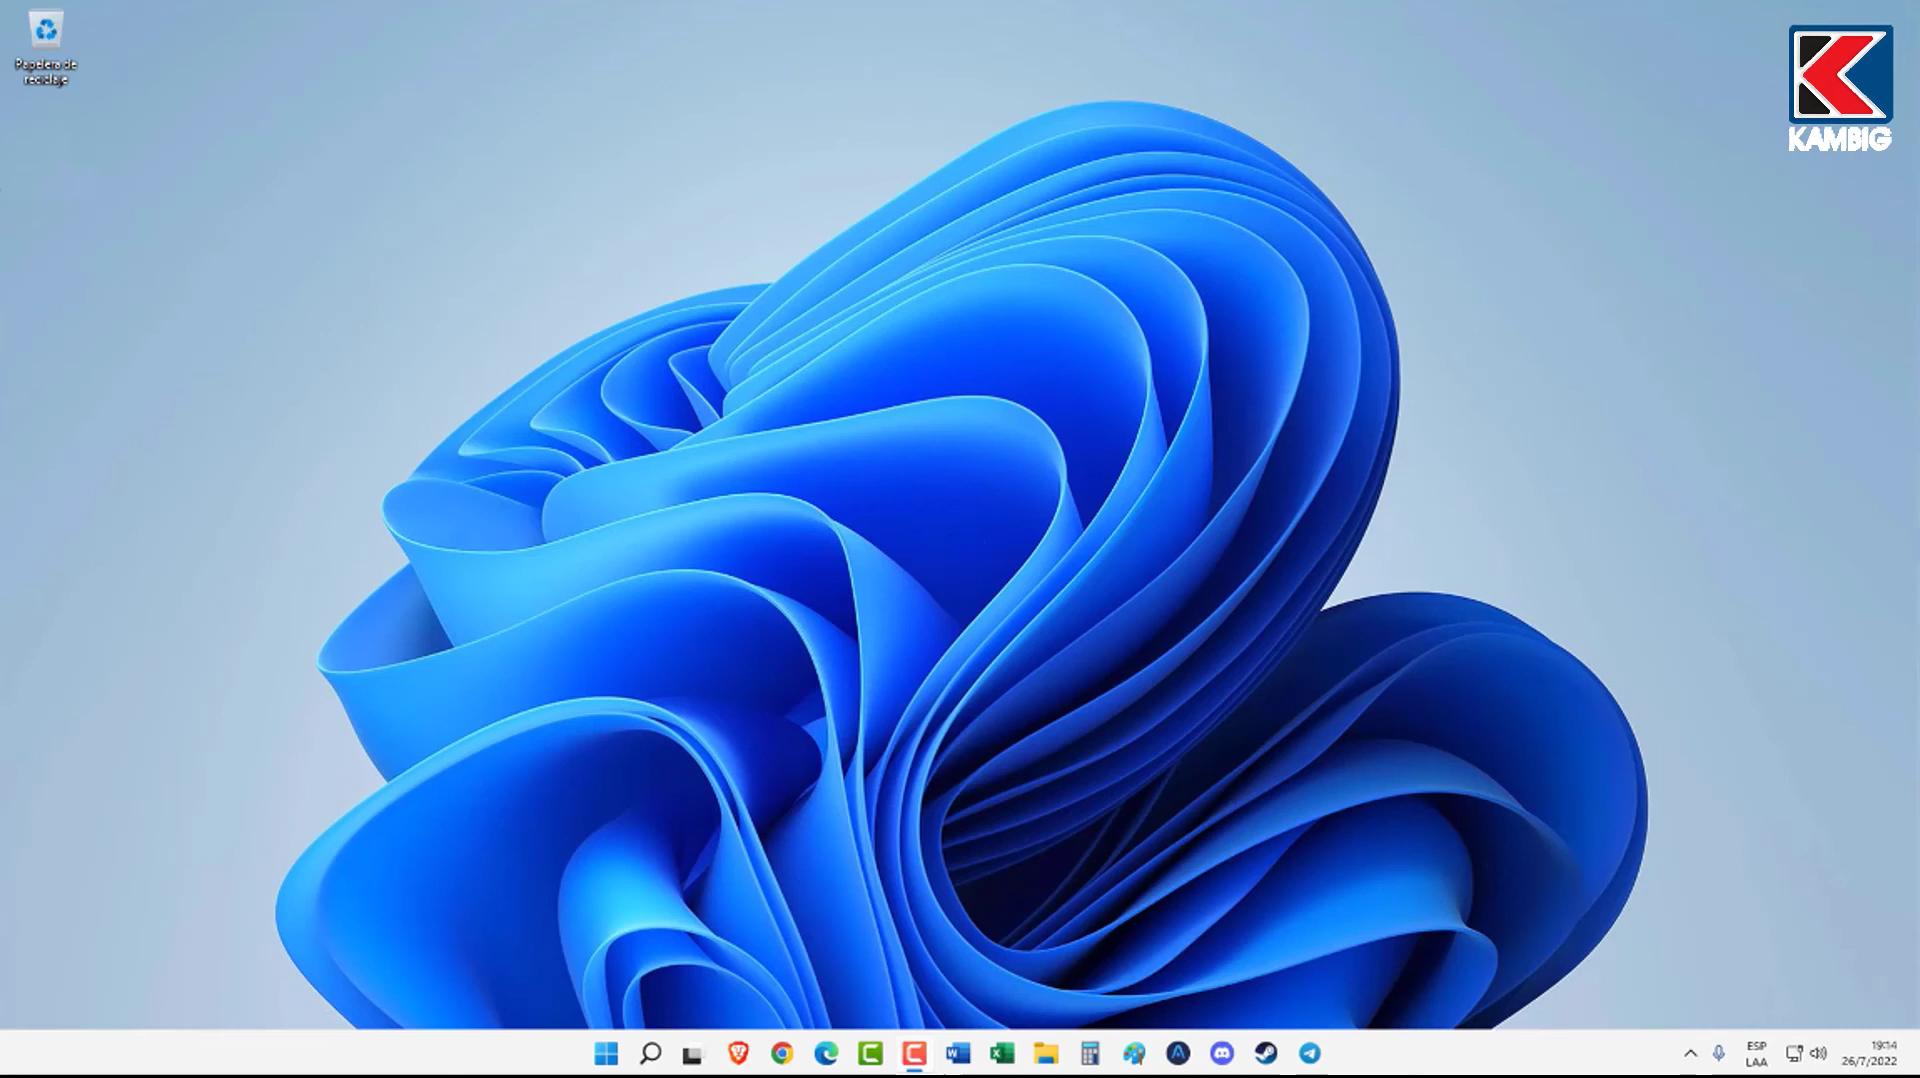 Papelera de
reciclaje
KAMBIG
ESP
LAA
19:14
26/7/2022